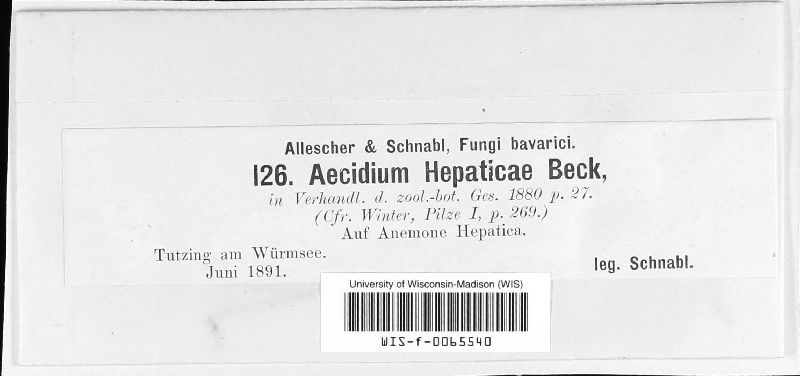 Allescher & Schnabl, Fungi bavarici.
126. Aecidium Hepaticae Beck,
in Verhandl. d. zool.-bot. Ges. 1880 p. 27.
(Cfr. Winter, Pilze I, p. 269.)
Auf Anemone Hepatica.
Tutzing am Würmsee.
Juni 1891.
leg. Schnabl.
University of Wisconsin-Madison (WIS)
WIS-f-0065540